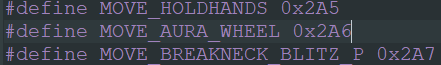 #define MOVE_HOLDHANDS 0x2A5
#define MOVE_AURA_WHEEL 0x2A6
#define MOVE_BREAKNECK_BLITZ_P 0x2A7